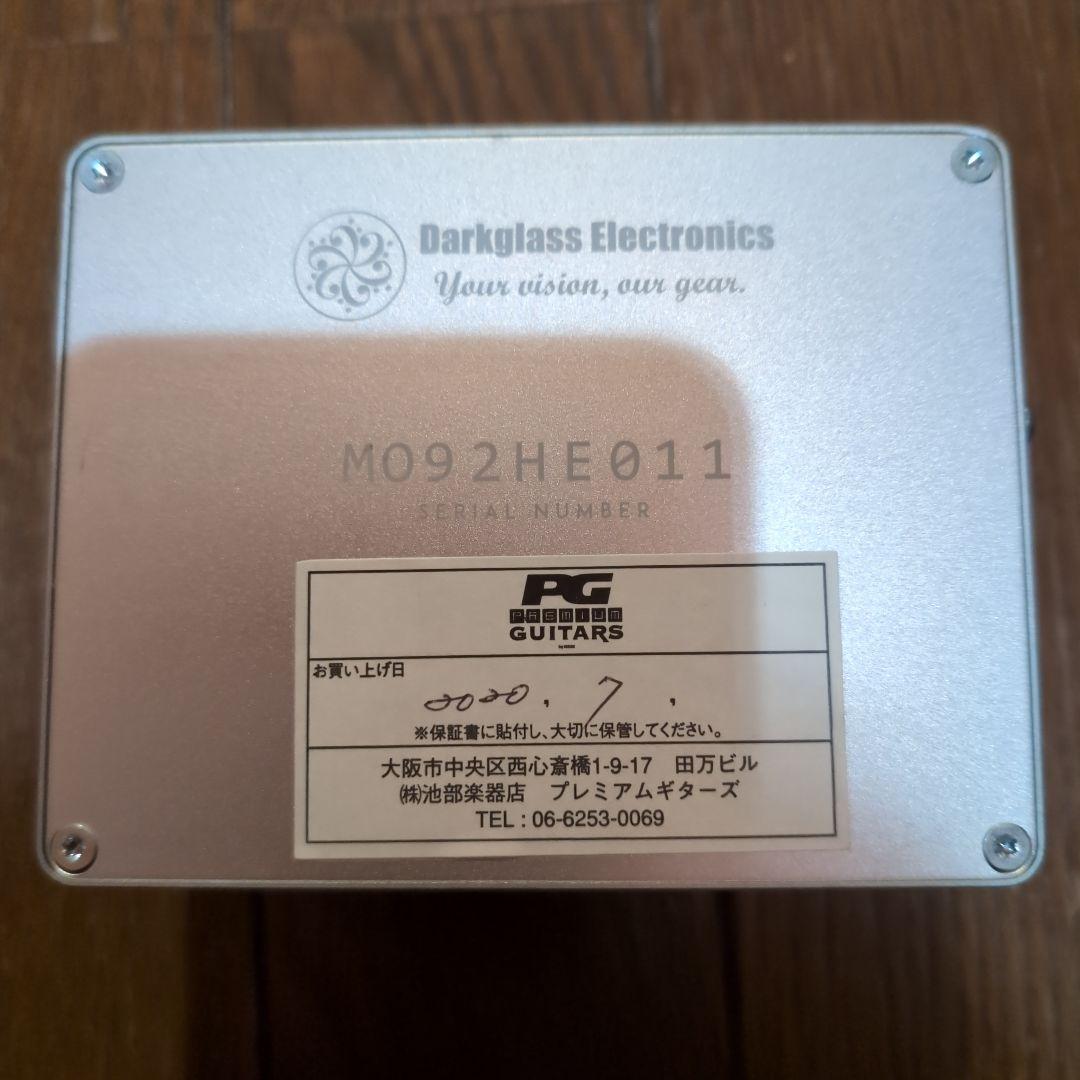 Darkglass Electronics
Your vision, our gear.
M092HE011
SERIAL NUMBER
PG
PREMIUM
GUITARS
お買い上げ日
2020, 7,
※保証書に貼付し、大切に保管してください。
大阪市中央区西心斎橋1-9-17 田万ビル
㈱池部楽器店 プレミアムギターズ
TEL : 06-6253-0069